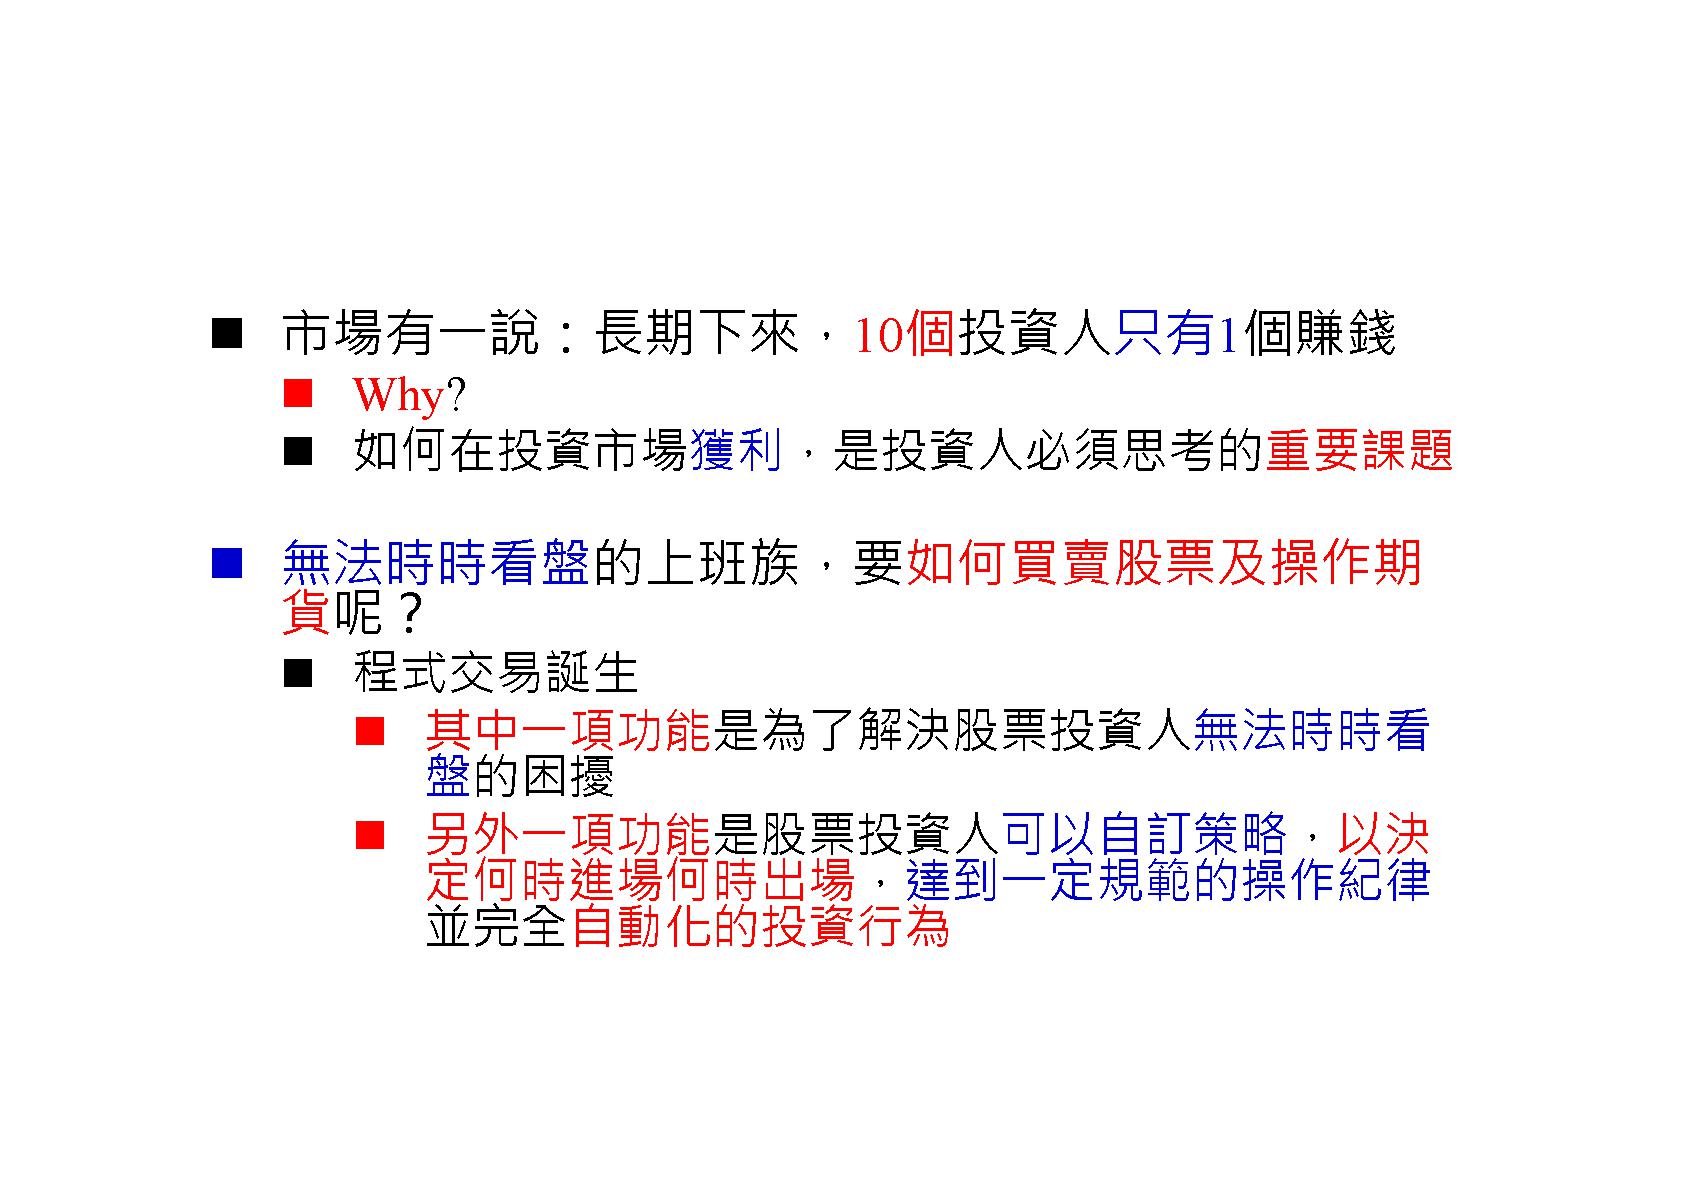 ■ 市場有一說：長期下來，10個投資人只有1個賺錢
■ Why?
■ 如何在投資市場獲利，是投資人必須思考的重要課題
■ 無法時時看盤的上班族，要如何買賣股票及操作期
貨呢？
■ 程式交易誕生
■ 其中一項功能是為了解決股票投資人無法時時看
盤的困擾
■ 另外一項功能是股票投資人可以自訂策略，以決
定何時進場何時出場，達到一定規範的操作紀律
並完全自動化的投資行為